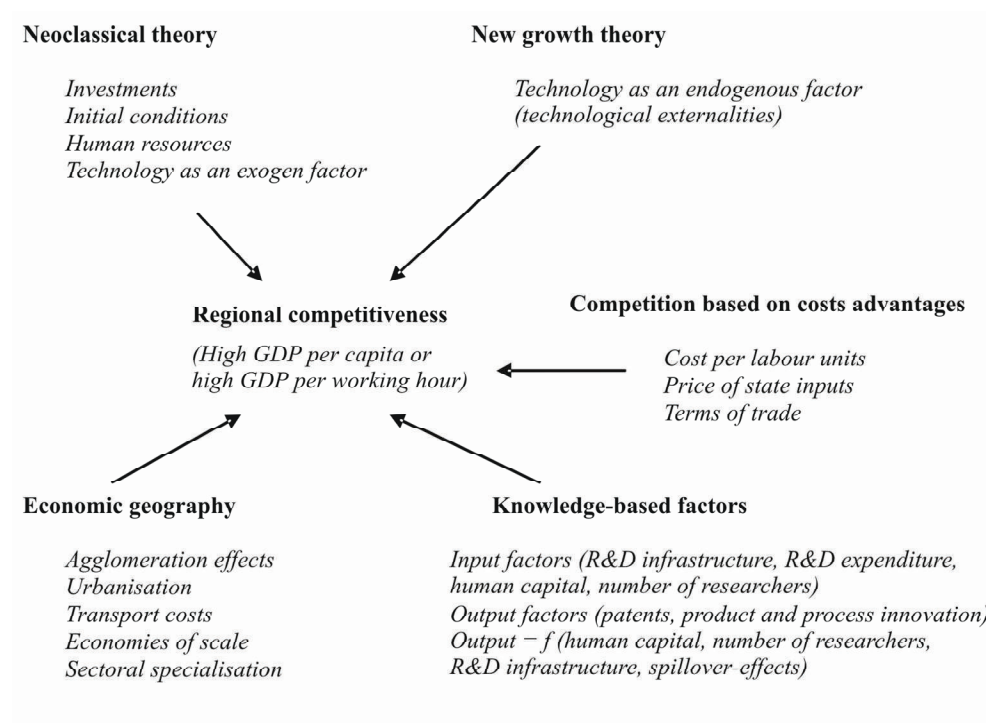 Neoclassical theory
Investments
Initial conditions
Human resources
Technology as an exogen factor
New growth theory
Technology as an endogenous factor
(technological externalities)
Regional competitiveness
(High GDP per capita or
high GDP per working hour)
Competition based on costs advantages
Cost per labour units
Price of state inputs
Terms of trade
Economic geography
Agglomeration effects
Urbanisation
Transport costs
Economies of scale
Sectoral specialisation
Knowledge-based factors
Input factors (R&D infrastructure, R&D expenditure,
human capital, number of researchers)
Output factors (patents, product and process innovation)
Output − f (human capital, number of researchers,
R&D infrastructure, spillover effects)